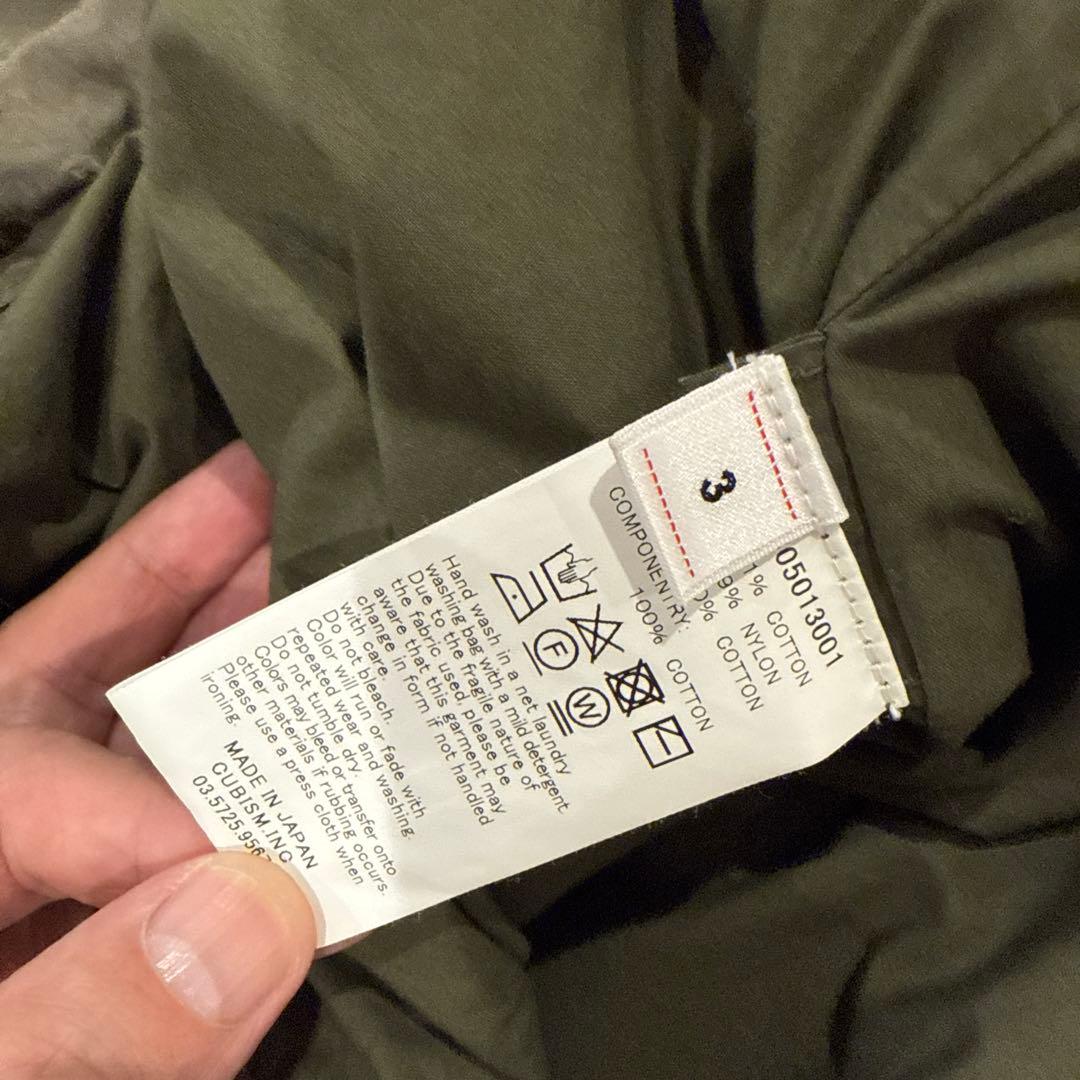 3
05013001
1% COTTON
9% NYLON
0% COTTON
COMPONENTRY:
100% COTTON
F
W
Hand wash in a net laundry
washing bag with a mild detergent
Due to the fragile nature of
the fabric used, please be
aware that this garment may
change in form if not handled
with care.
Do not bleach.
Color will run or fade with
repeated wear and washing.
Do not tumble dry.
Colors may bleed or transfer onto
other materials if rubbing occurs.
Please use a press cloth when
ironing.
MADE IN JAPAN
CUBISM.INC
03.5725.956